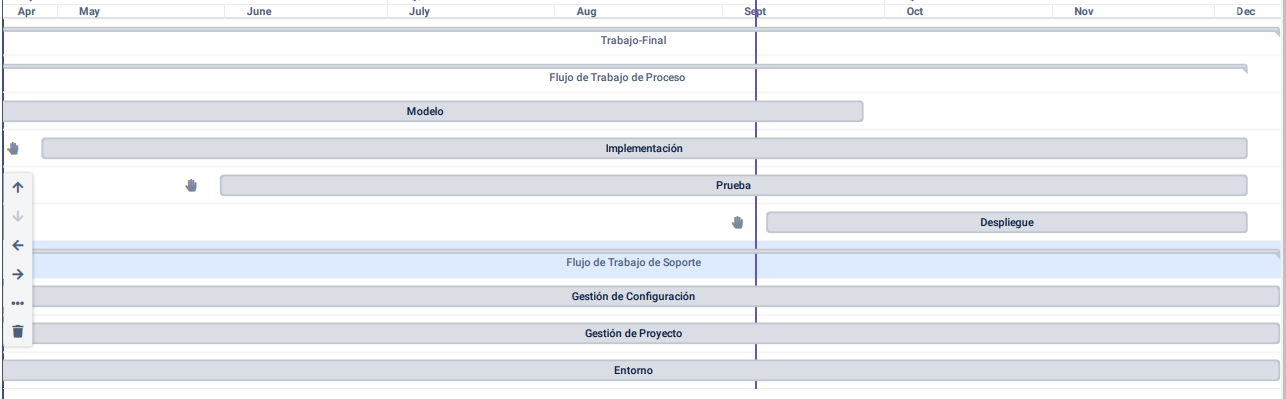 Apr May June July Aug Sept Oct Nov Dec
Trabajo-Final
Flujo de Trabajo de Proceso
Modelo
Implementación
Prueba
Despliegue
Flujo de Trabajo de Soporte
Gestión de Configuración
Gestión de Proyecto
Entorno